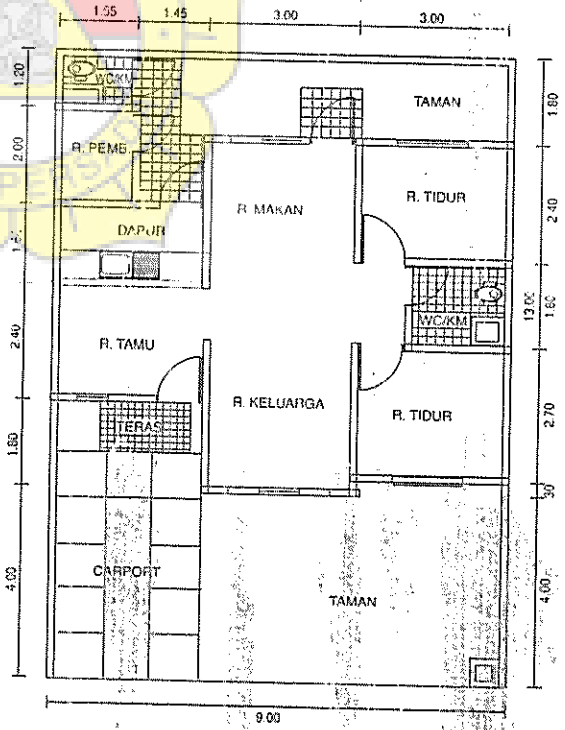 1.55 1.45 3.00 3.00
1.20
WC/KM
TAMAN
1.80
2.00
R. PEMB.
R. MAKAN
R. TIDUR
2.40
DAPUR
WC/KM
1.80
13.00
2.40
R. TAMU
R. KELUARGA
R. TIDUR
2.70
TERAS
1.80
30
4.00
CARPORT
TAMAN
4.00
9.00